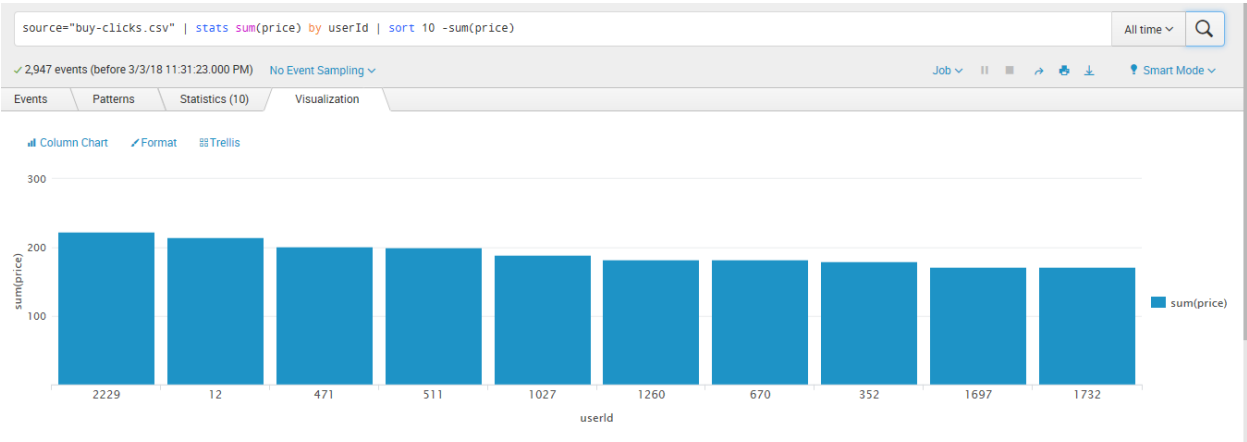 source="buy-clicks.csv" | stats sum(price) by userId | sort 10 -sum(price)
All time
2,947 events (before 3/3/18 11:31:23.000 PM) No Event Sampling
Job Smart Mode
Events Patterns Statistics (10) Visualization
Column Chart Format Trellis
300
200
100
sum(price)
sum(price)
2229 12 471 511 1027 1260 670 352 1697 1732
userId